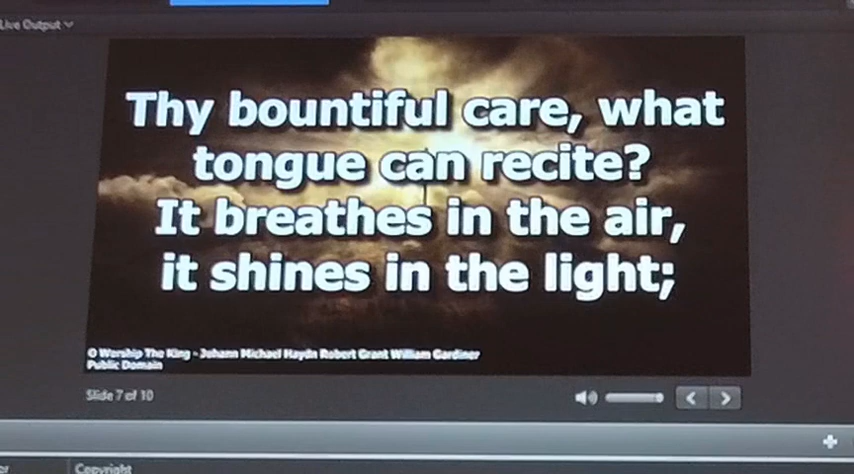 Live Output
Thy bountiful care, what
tongue can recite?
It breathes in the air,
it shines in the light;
O Worship The King - Johann Michael Haydn Robert Grant William Gardiner
Public Domain
Slide 7 of 10
Copyright